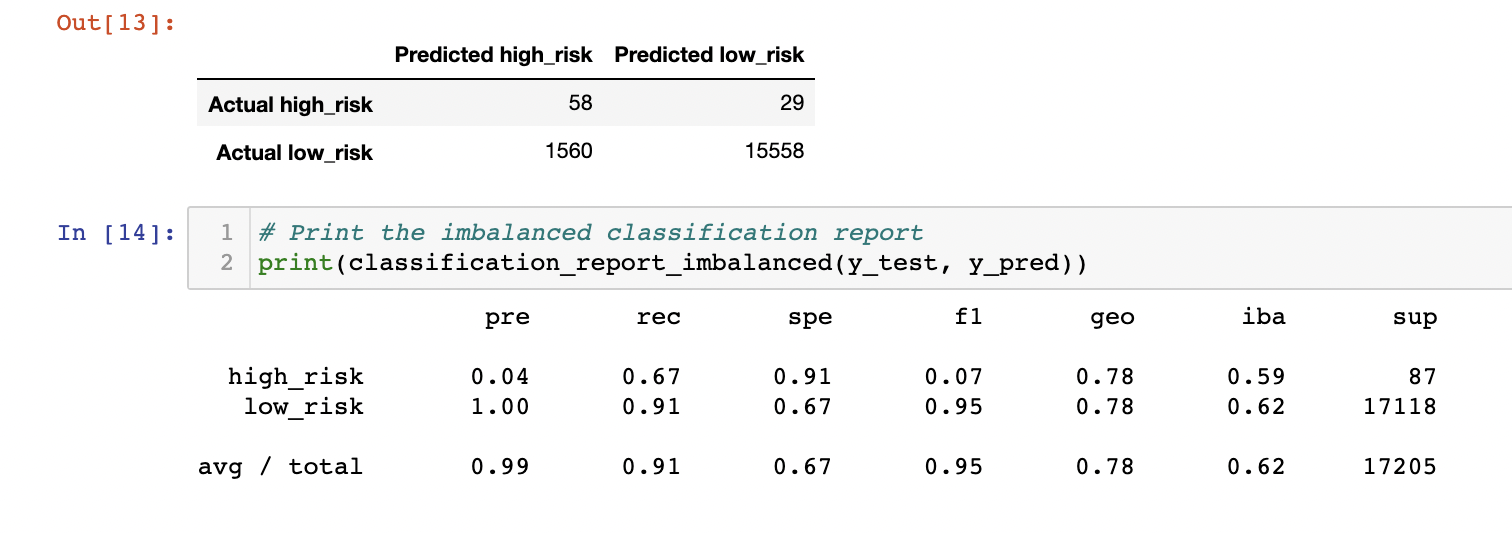 Out[13]:
Predicted high_risk Predicted low_risk
Actual high_risk 58 29
Actual low_risk 1560 15558
In [14]:
1 # Print the imbalanced classification report
2 print(classification_report_imbalanced(y_test, y_pred))
pre rec spe f1 geo iba sup
high_risk 0.04 0.67 0.91 0.07 0.78 0.59 87
low_risk 1.00 0.91 0.67 0.95 0.78 0.62 17118
avg / total 0.99 0.91 0.67 0.95 0.78 0.62 17205